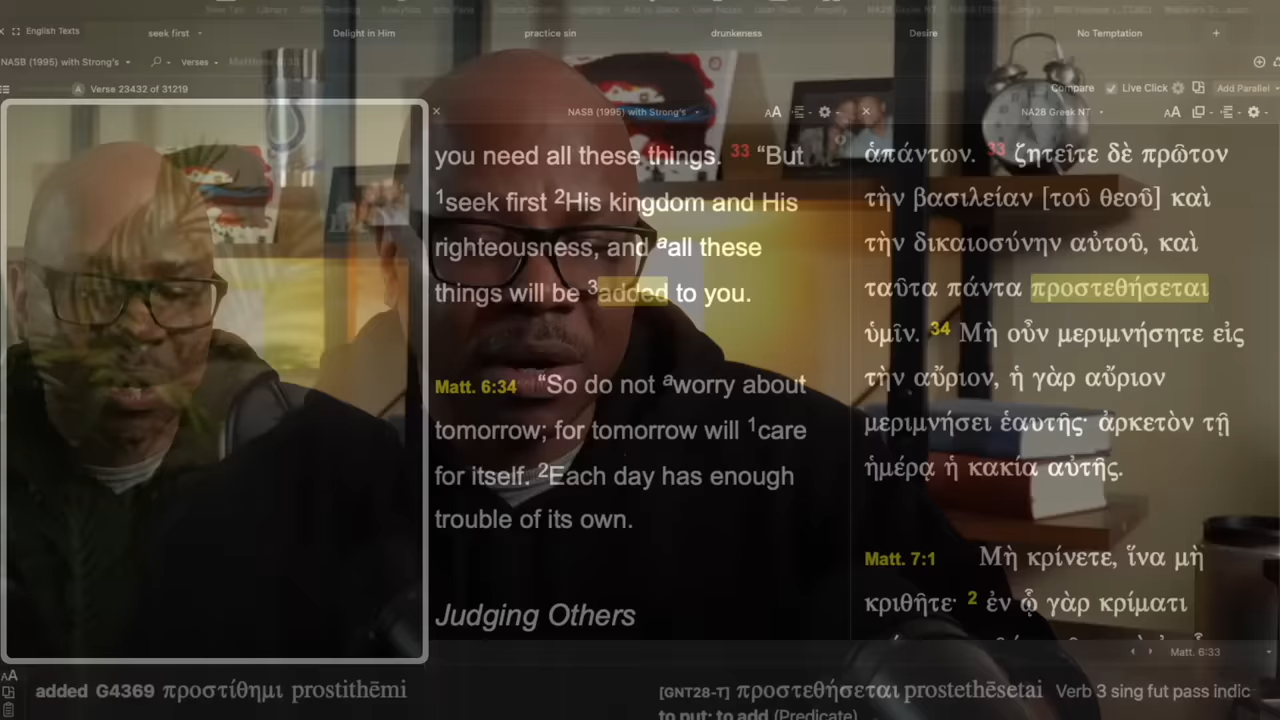 English Texts
seek first
Delight in Him
practice sin
drunkeness
Desire
No Temptation
NASB (1995) with Strong's
Verses
Matthew 6:33
Verse 23432 of 31219
Compare
Live Click
Add Parallel
NASB (1995) with Strong's
AA
NA28 Greek NT
AA
you need all these things. 33 “But
1seek first 2His kingdom and His
righteousness, and aall these
things will be 3added to you.
Matt. 6:34 “So do not aworry about
tomorrow; for tomorrow will 1care
for itself. 2Each day has enough
trouble of its own.
Judging Others
ἁπάντων. 33 ζητεῖτε δὲ πρῶτον
τὴν βασιλείαν [τοῦ θεοῦ] καὶ
τὴν δικαιοσύνην αὐτοῦ, καὶ
ταῦτα πάντα προστεθήσεται
ὑμῖν. 34 Μὴ οὖν μεριμνήσητε εἰς
τὴν αὔριον, ἡ γὰρ αὔριον
μεριμνήσει ἑαυτῆς· ἀρκετὸν τῇ
ἡμέρᾳ ἡ κακία αὐτῆς.
Matt. 7:1 Μὴ κρίνετε, ἵνα μὴ
κριθῆτε· 2 ἐν ᾧ γὰρ κρίματι
Matt. 6:33
AA
added G4369 προστίθημι prostithēmi
[GNT28-T] προστεθήσεται prostethēsetai Verb 3 sing fut pass indic
to put; to add (Predicate)